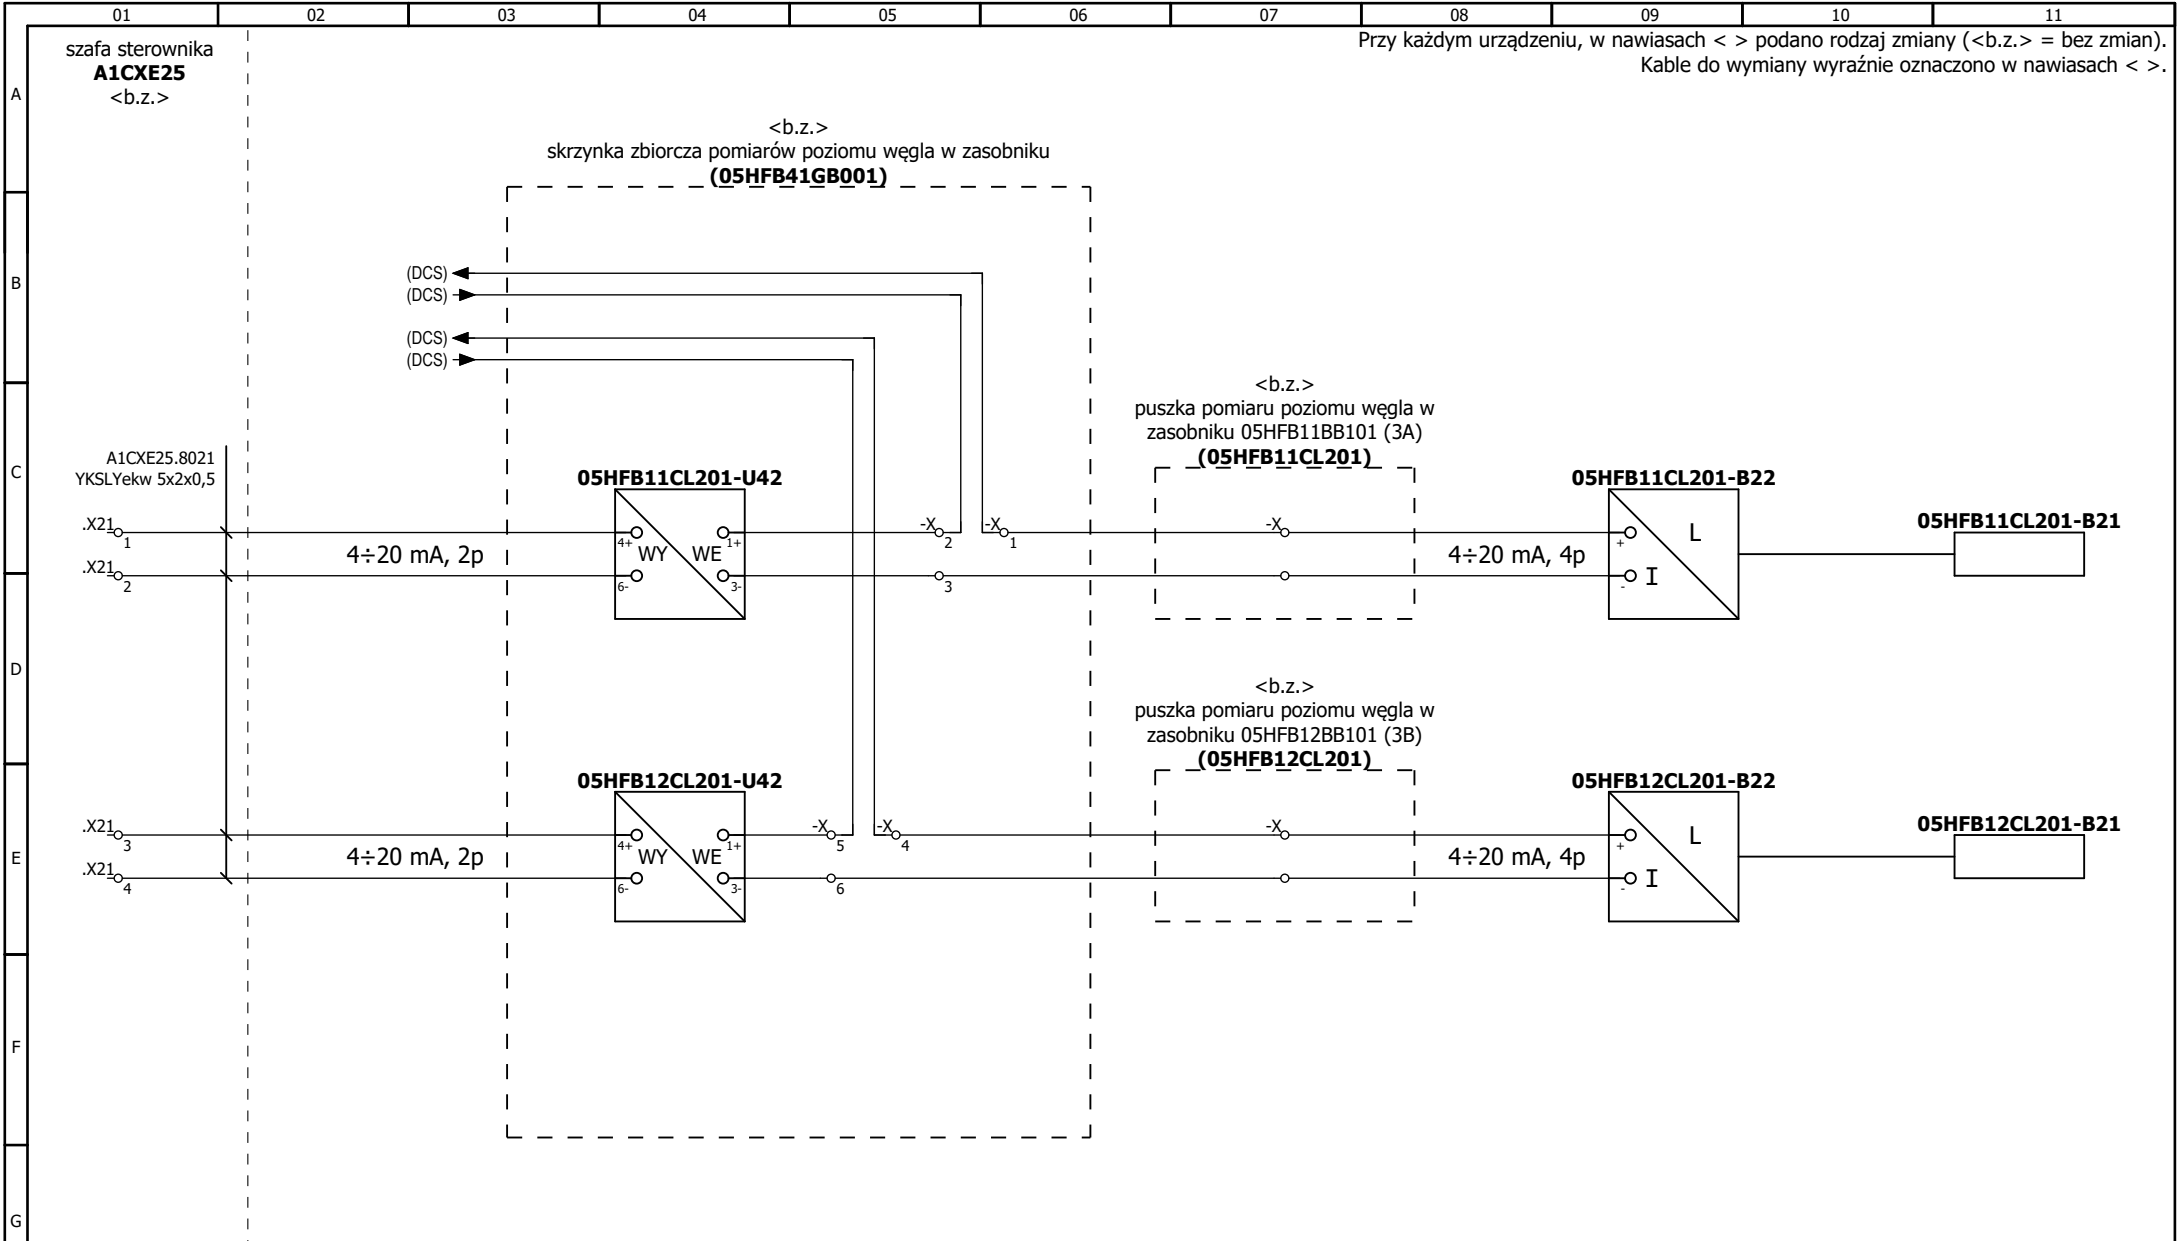 01 02 03 04 05 06 07 08 09 10 11
szafa sterownika
A1CXE25
<b.z.>
Przy każdym urządzeniu, w nawiasach < > podano rodzaj zmiany (<b.z.> = bez zmian).
Kable do wymiany wyraźnie oznaczono w nawiasach < >.
A
<b.z.>
skrzynka zbiorcza pomiarów poziomu węgla w zasobniku
(05HFB41GB001)
B
(DCS)
(DCS)
(DCS)
(DCS)
<b.z.>
puszka pomiaru poziomu węgla w
zasobniku 05HFB11BB101 (3A)
(05HFB11CL201)
C
A1CXE25.8021
YKSLYekw 5x2x0,5
05HFB11CL201-U42
05HFB11CL201-B22
05HFB11CL201-B21
.X21 1
4+ 1+
-X 2
-X 1
-X
+ L
4÷20 mA, 2p
WY WE
4÷20 mA, 4p
.X21 2
6- 3-
3
- I
D
<b.z.>
puszka pomiaru poziomu węgla w
zasobniku 05HFB12BB101 (3B)
(05HFB12CL201)
05HFB12CL201-U42
05HFB12CL201-B22
05HFB12CL201-B21
.X21 3
4+ 1+
-X 5
-X 4
-X
+ L
E
4÷20 mA, 2p
WY WE
4÷20 mA, 4p
.X21 4
6- 3-
6
- I
F
G